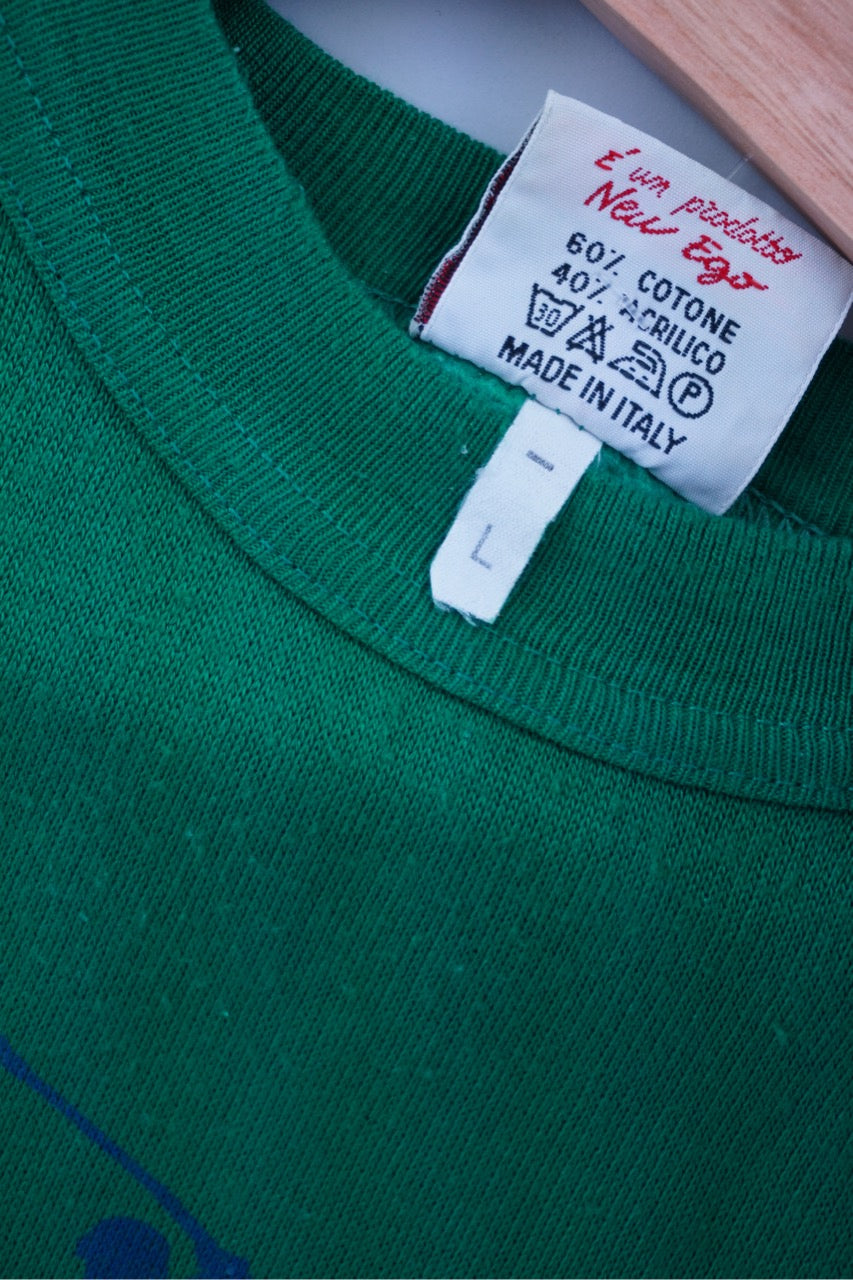 E' un prodotto
New Ego
60% COTONE
40% ACRILICO
30 A P
MADE IN ITALY
L